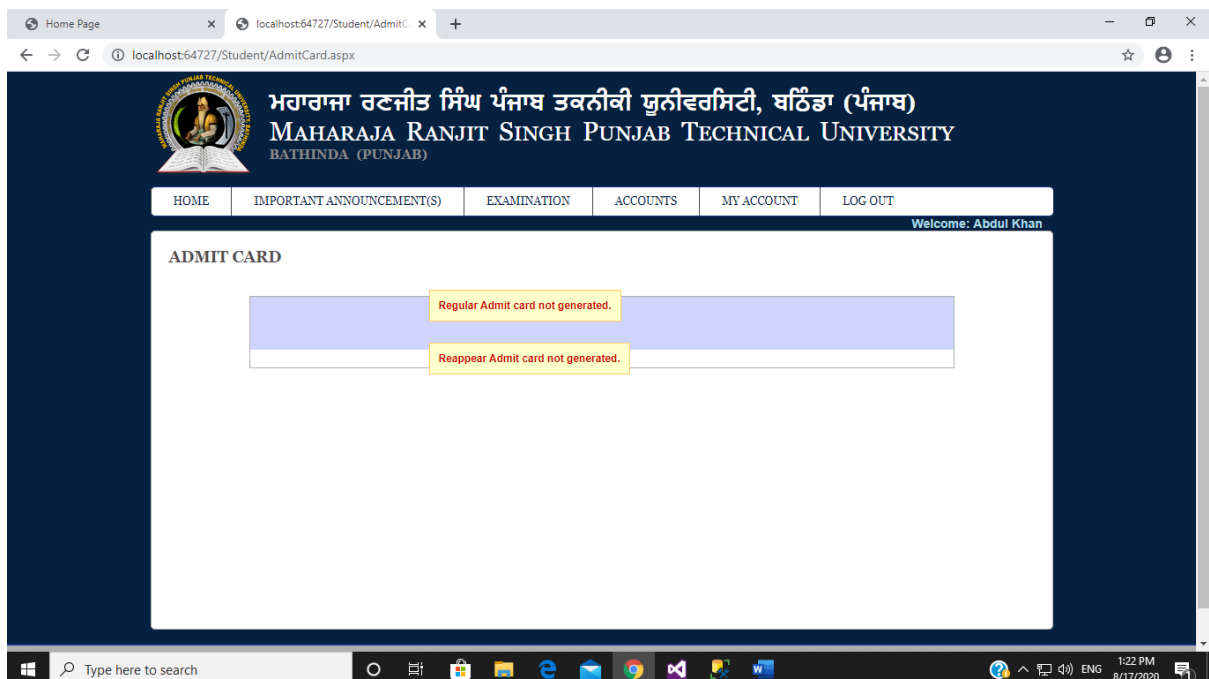 Home Page
localhost:64727/Student/AdmitC
localhost:64727/Student/AdmitCard.aspx
ਮਹਾਰਾਜਾ ਰਣਜੀਤ ਸਿੰਘ ਪੰਜਾਬ ਤਕਨੀਕੀ ਯੂਨੀਵਰਸਿਟੀ, ਬਠਿੰਡਾ (ਪੰਜਾਬ)
MAHARAJA RANJIT SINGH PUNJAB TECHNICAL UNIVERSITY
BATHINDA (PUNJAB)
HOME IMPORTANT ANNOUNCEMENT(S) EXAMINATION ACCOUNTS MY ACCOUNT LOG OUT
Welcome: Abdul Khan
ADMIT CARD
Regular Admit card not generated.
Reappear Admit card not generated.
Type here to search
ENG
1:22 PM
8/17/2020